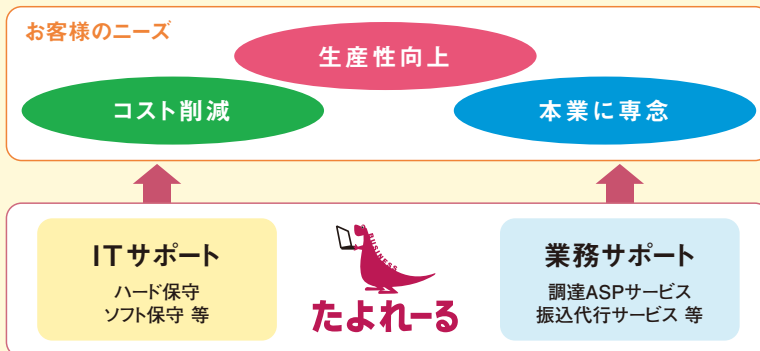 お客様のニーズ
生産性向上
コスト削減
本業に専念
ITサポート
ハード保守
ソフト保守 等
BUSINESS
たよれーる
業務サポート
調達ASPサービス
振込代行サービス 等